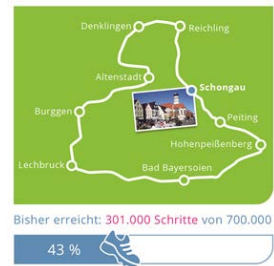 Denklingen
Reichling
Altenstadt
Schongau
Burggen
Peiting
Hohenpeißenberg
Lechbruck
Bad Bayersoien
Bisher erreicht: 301.000 Schritte von 700.000
43 %